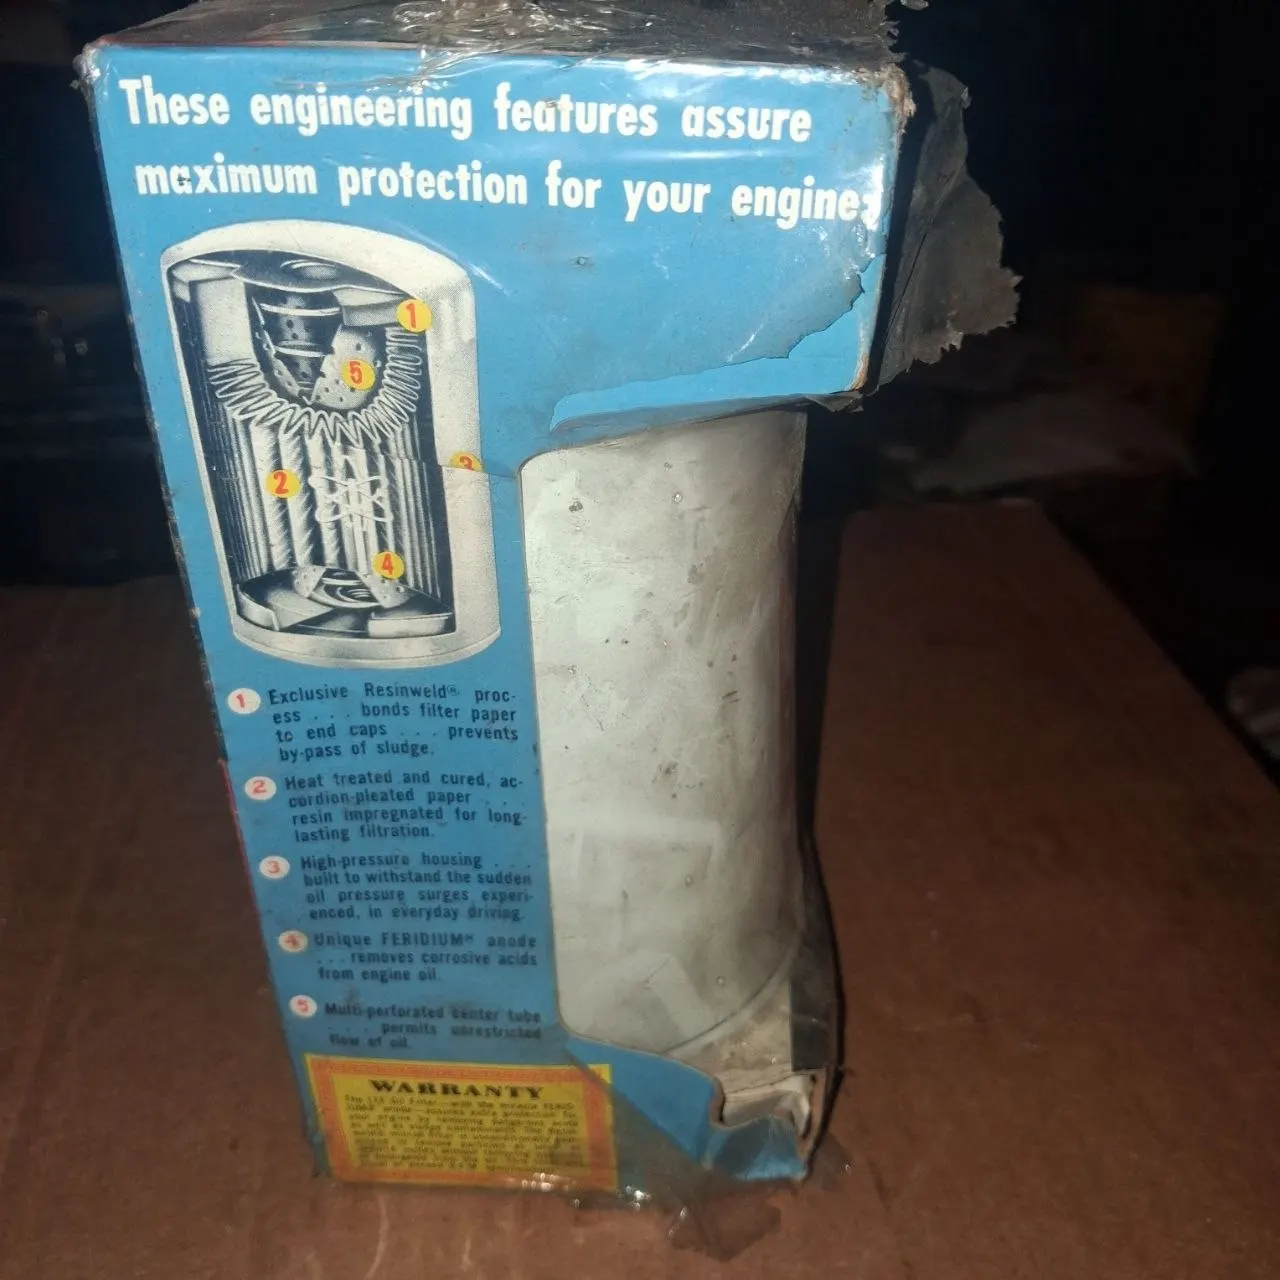 These engineering features assure
maximum protection for your engine:
1
5
3
2
4
1 Exclusive Resinweld® proc-
ess . . . bonds filter paper
to end caps . . . prevents
by-pass of sludge.
2 Heat treated and cured, ac-
cordion-pleated paper . . .
resin impregnated for long-
lasting filtration.
3 High-pressure housing . . .
built to withstand the sudden
oil pressure surges experi-
enced, in everyday driving.
4 Unique FERIDIUM anode
. . . removes corrosive acids
from engine oil.
5 Multi-perforated center tube
. . . permits unrestricted
flow of oil.
WARRANTY